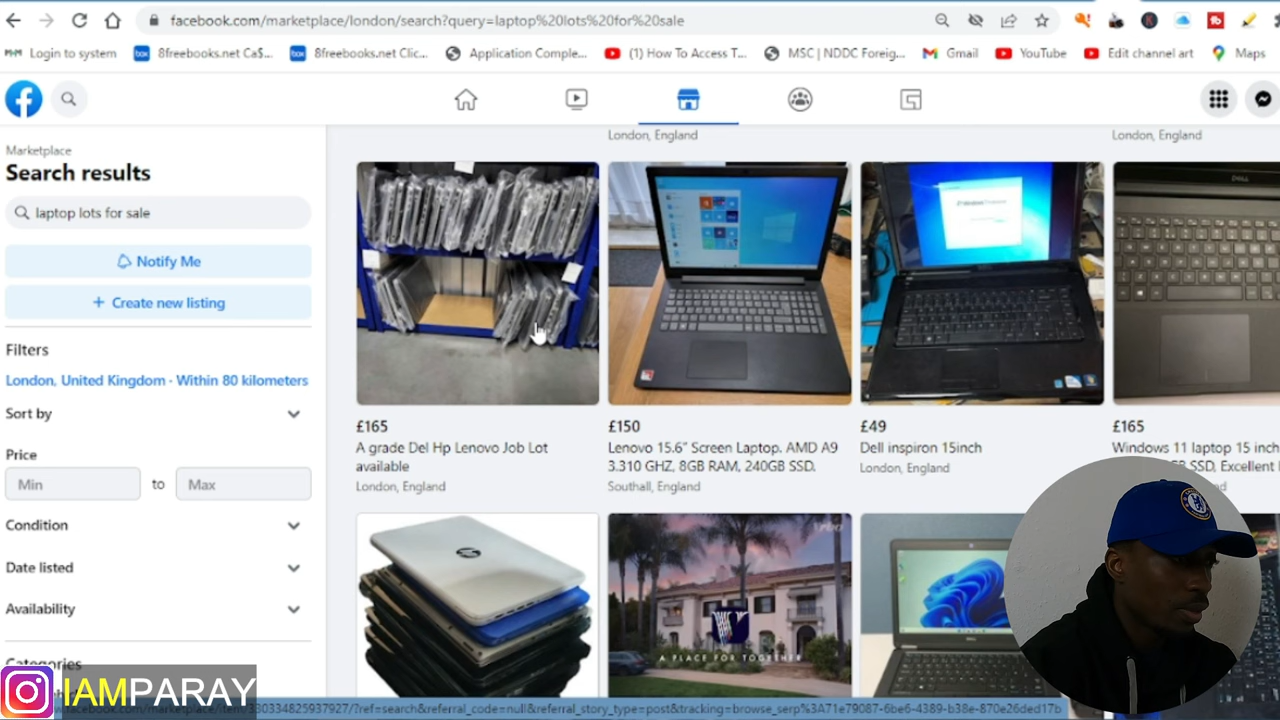 facebook.com/marketplace/london/search?query=laptop%20lots%20for%20sale
Login to system
box
8freebooks.net Ca$...
box
8freebooks.net Clic...
Application Comple...
(1) How To Access T...
MSC | NDDC Foreig...
Gmail
YouTube
Edit channel art
Maps
Marketplace
Search results
laptop lots for sale
Notify Me
+ Create new listing
Filters
London, United Kingdom · Within 80 kilometers
Sort by
Price
Min
to
Max
Condition
Date listed
Availability
Categories
London, England
London, England
£165
A grade Del Hp Lenovo Job Lot
available
London, England
£150
Lenovo 15.6" Screen Laptop. AMD A9
3.310 GHZ, 8GB RAM, 240GB SSD.
Southall, England
£49
Dell inspiron 15inch
London, England
£165
Windows 11 laptop 15 inch
SSD, Excellent
DELL
hp
W
A PLACE FOR TOGETHER
IAMPARAY